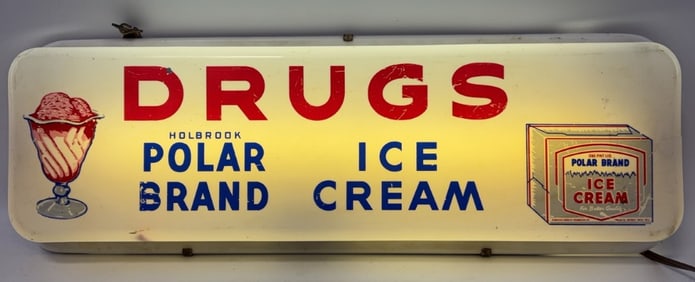 DRUGS
HOLBROOK
POLAR ICE
BRAND CREAM
POLAR BRAND
ICE
CREAM